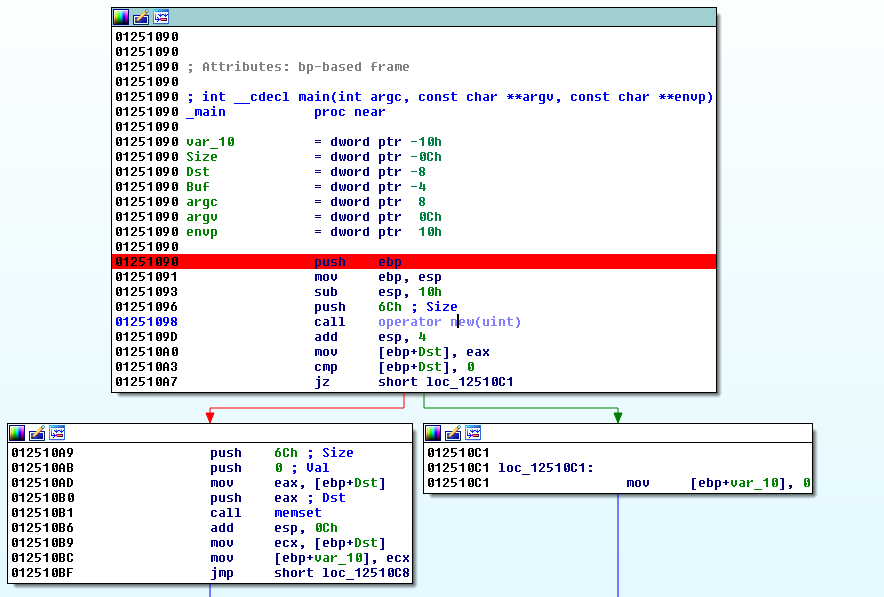 01251090
01251090
01251090 ; Attributes: bp-based frame
01251090
01251090 ; int __cdecl main(int argc, const char **argv, const char **envp)
01251090 _main proc near
01251090
01251090 var_10 = dword ptr -10h
01251090 Size = dword ptr -0Ch
01251090 Dst = dword ptr -8
01251090 Buf = dword ptr -4
01251090 argc = dword ptr 8
01251090 argv = dword ptr 0Ch
01251090 envp = dword ptr 10h
01251090
01251090 push ebp
01251091 mov ebp, esp
01251093 sub esp, 10h
01251096 push 6Ch ; Size
01251098 call operator new(uint)
0125109D add esp, 4
012510A0 mov [ebp+Dst], eax
012510A3 cmp [ebp+Dst], 0
012510A7 jz short loc_12510C1
012510A9 push 6Ch ; Size
012510AB push 0 ; Val
012510AD mov eax, [ebp+Dst]
012510B0 push eax ; Dst
012510B1 call memset
012510B6 add esp, 0Ch
012510B9 mov ecx, [ebp+Dst]
012510BC mov [ebp+var_10], ecx
012510BF jmp short loc_12510C8
012510C1
012510C1 loc_12510C1:
012510C1 mov [ebp+var_10], 0